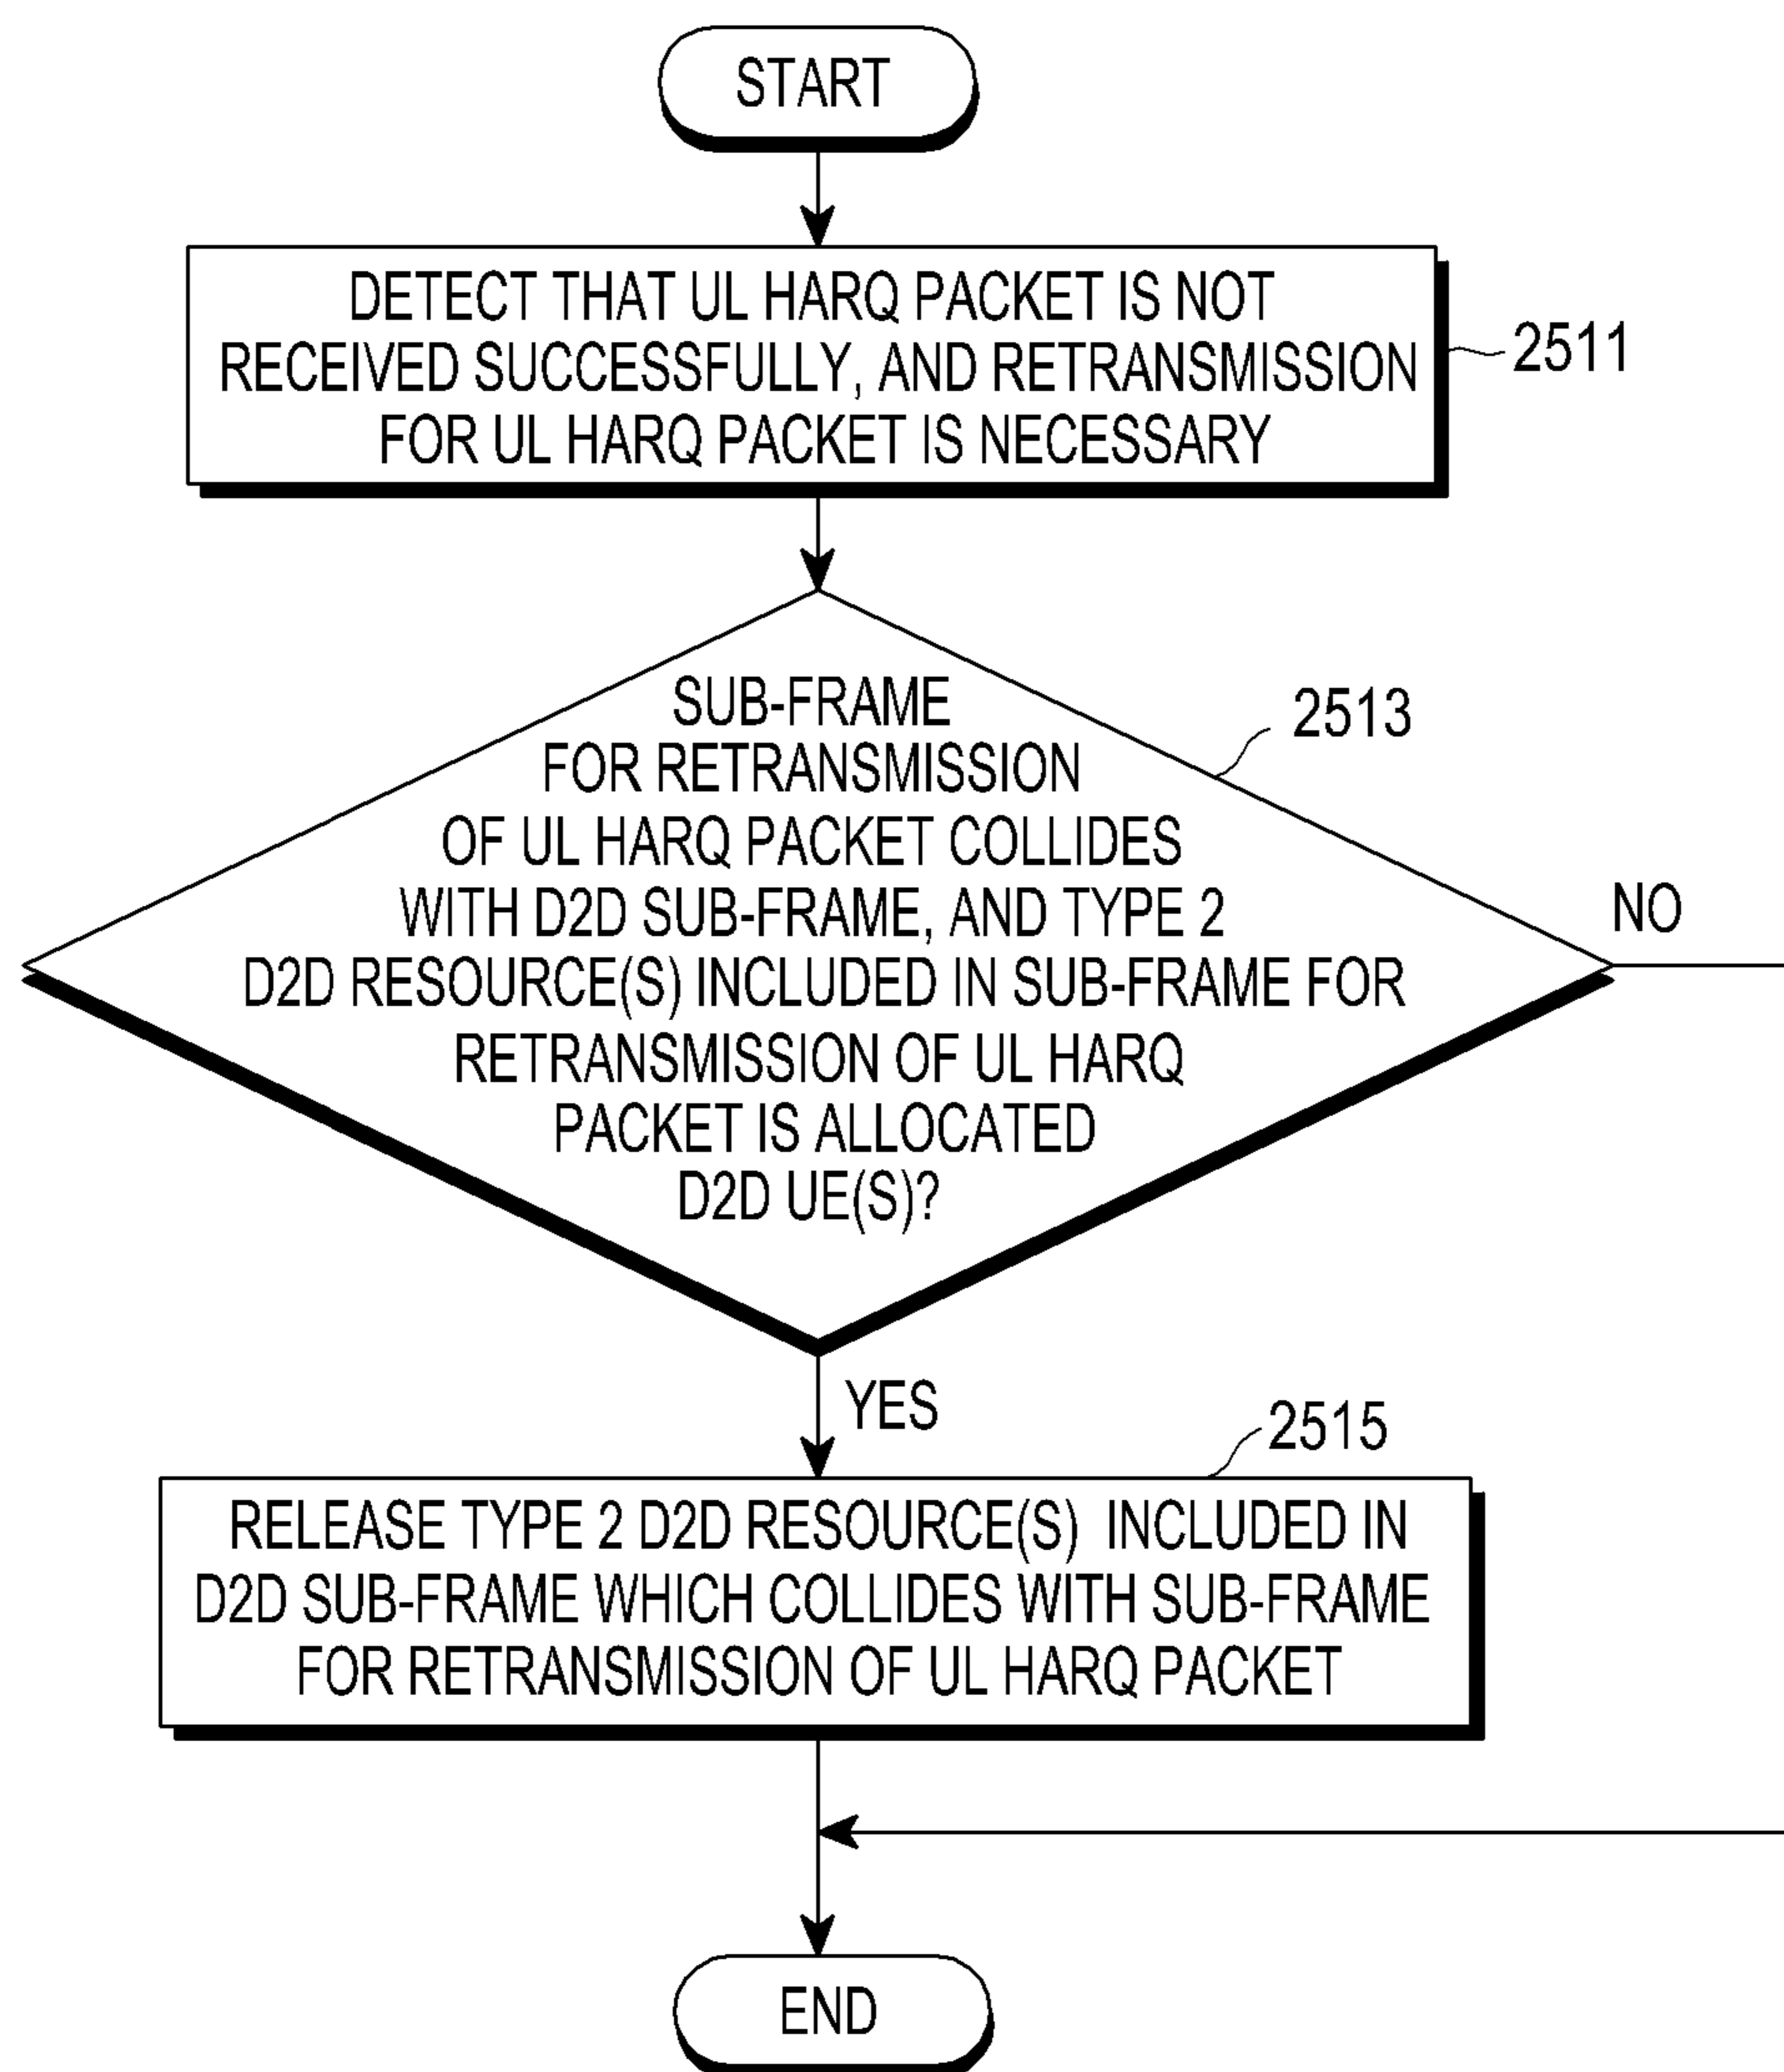 START
DETECT THAT UL HARQ PACKET IS NOT
RECEIVED SUCCESSFULLY, AND RETRANSMISSION
FOR UL HARQ PACKET IS NECESSARY
2511
SUB-FRAME
FOR RETRANSMISSION
OF UL HARQ PACKET COLLIDES
WITH D2D SUB-FRAME, AND TYPE 2
D2D RESOURCE(S) INCLUDED IN SUB-FRAME FOR
RETRANSMISSION OF UL HARQ
PACKET IS ALLOCATED
D2D UE(S)?
2513
NO
YES
2515
RELEASE TYPE 2 D2D RESOURCE(S) INCLUDED IN
D2D SUB-FRAME WHICH COLLIDES WITH SUB-FRAME
FOR RETRANSMISSION OF UL HARQ PACKET
END